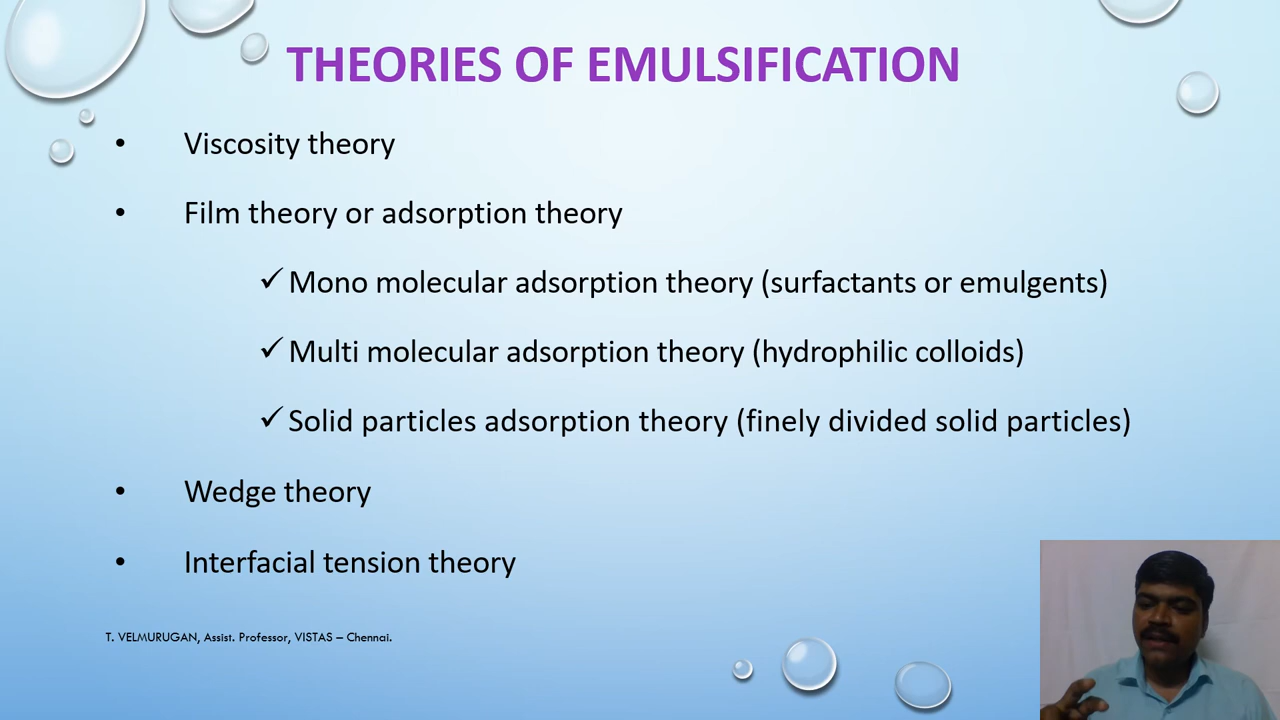 THEORIES OF EMULSIFICATION
• Viscosity theory
• Film theory or adsorption theory
✓ Mono molecular adsorption theory (surfactants or emulgents)
✓ Multi molecular adsorption theory (hydrophilic colloids)
✓ Solid particles adsorption theory (finely divided solid particles)
• Wedge theory
• Interfacial tension theory
T. VELMURUGAN, Assist. Professor, VISTAS – Chennai.